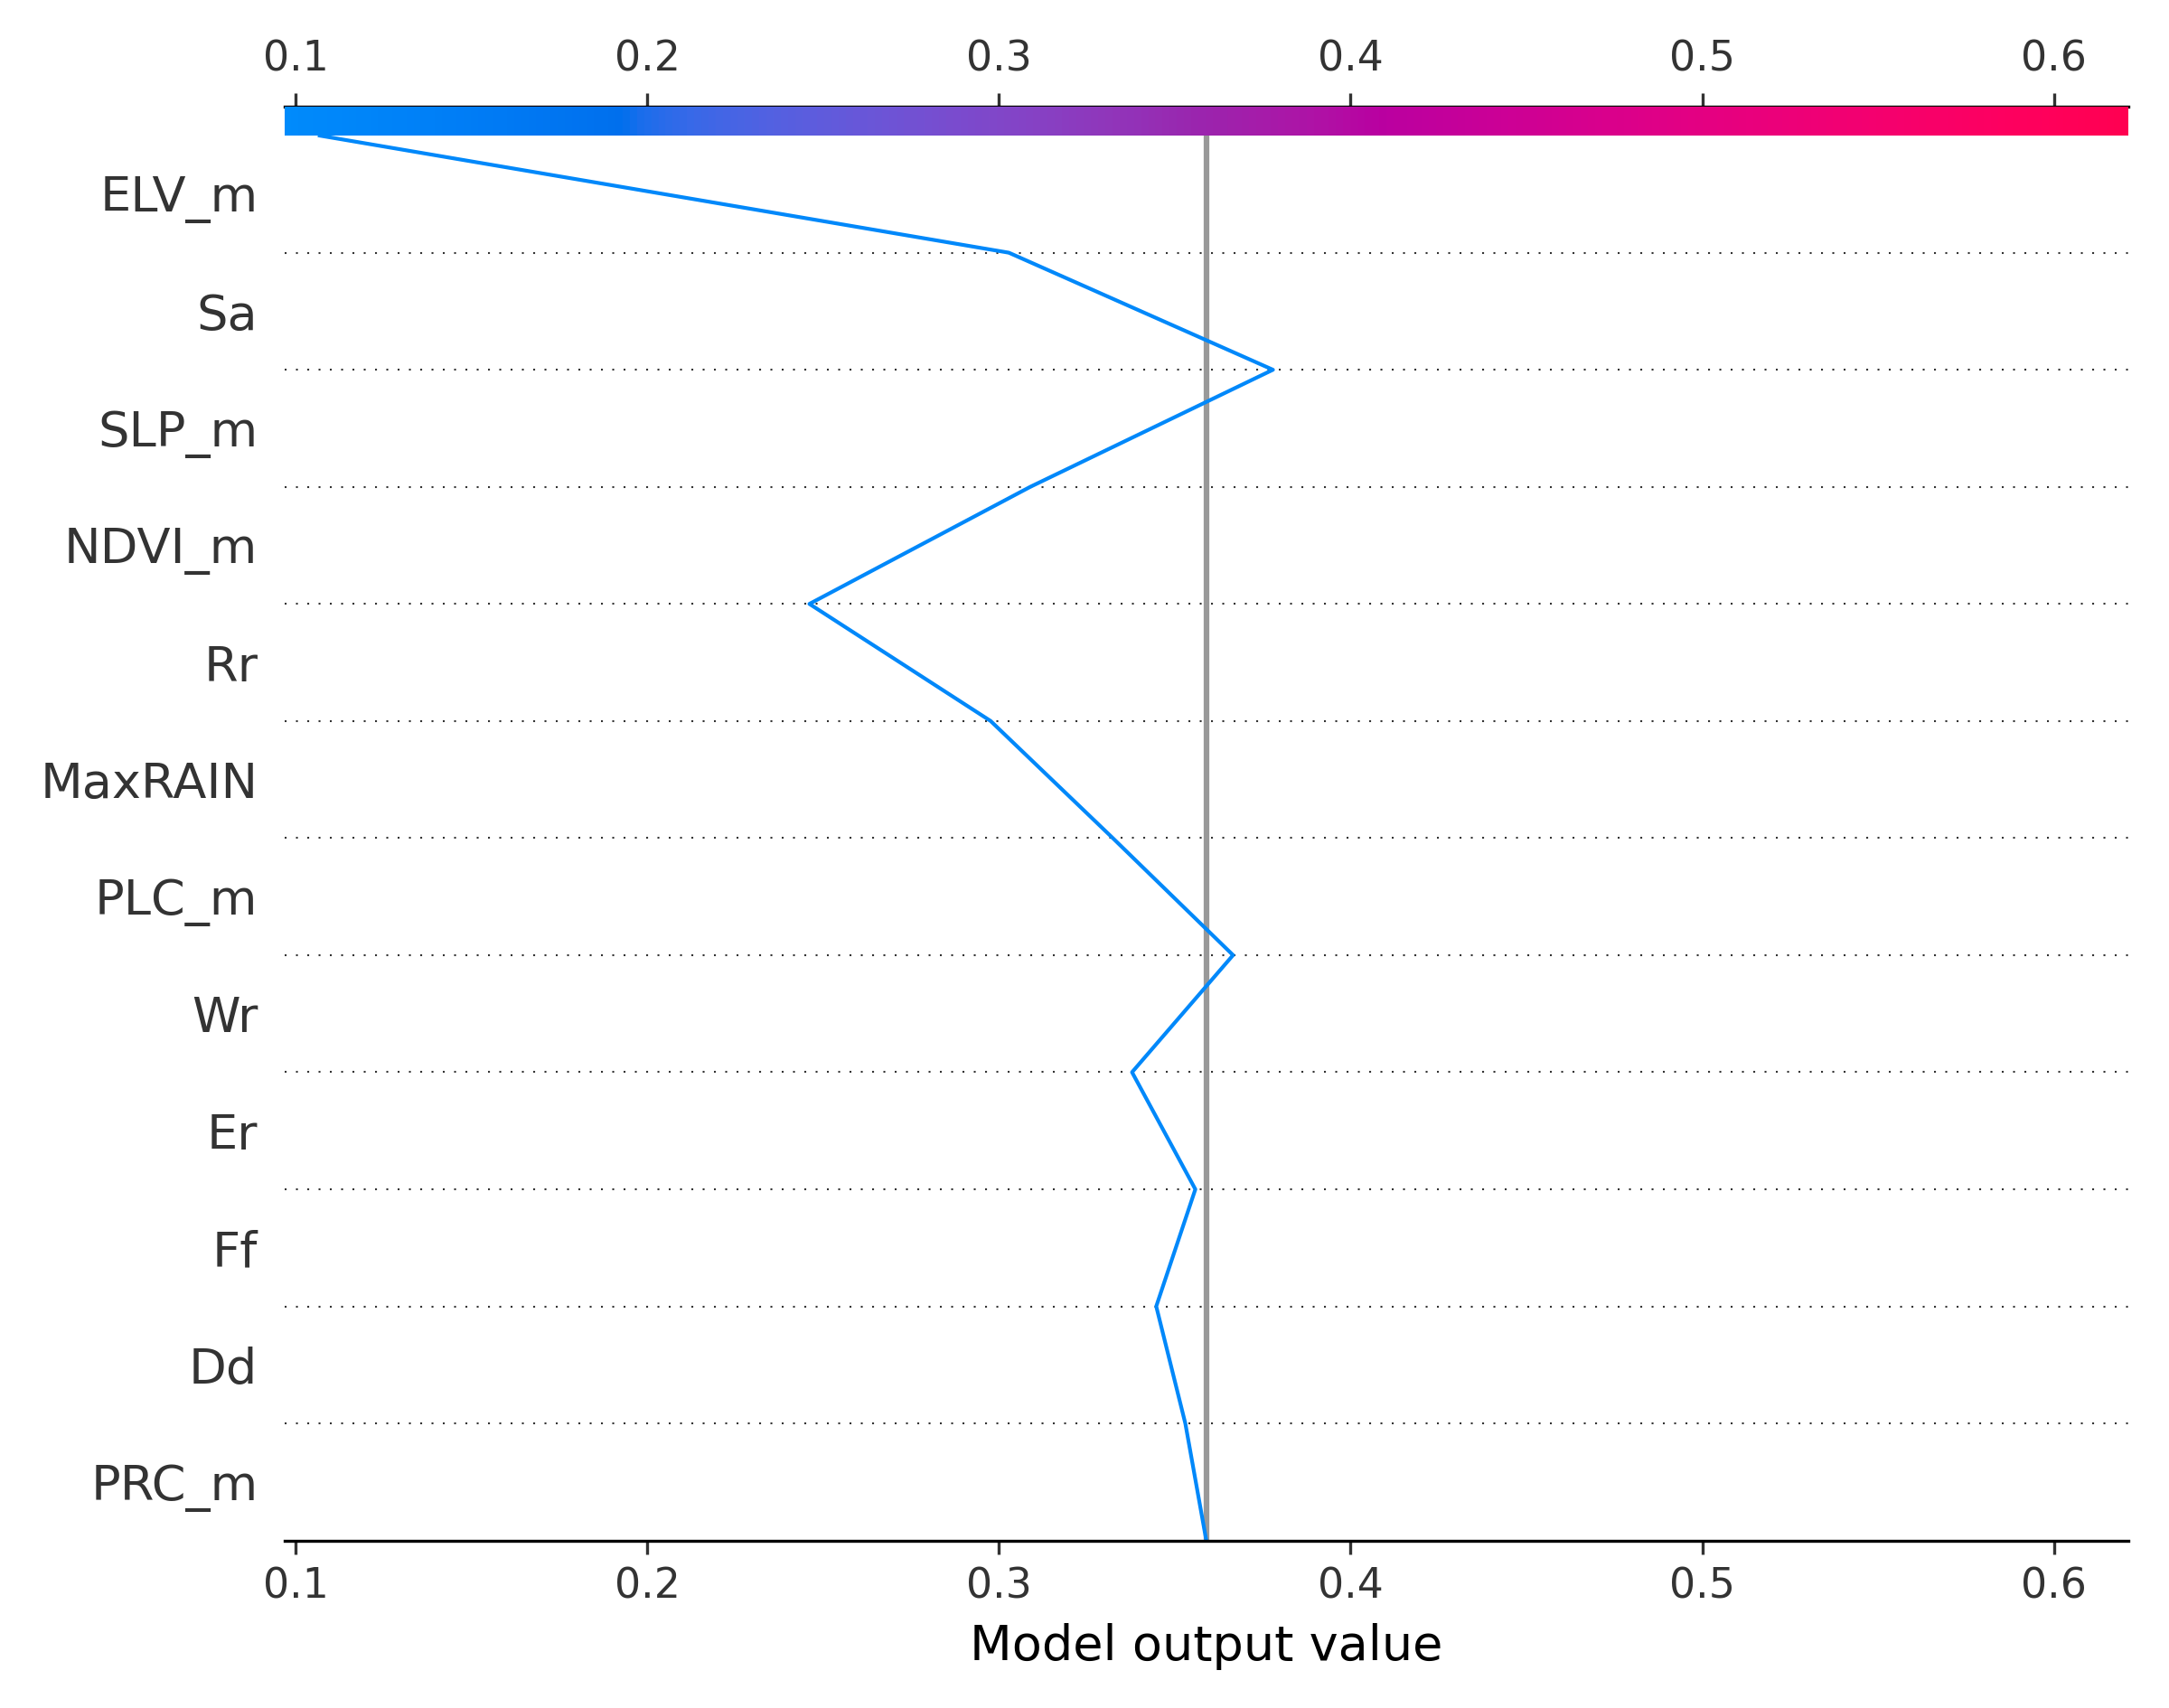 0.1 0.2 0.3 0.4 0.5 0.6
ELV_m
Sa
SLP_m
NDVI_m
Rr
MaxRAIN
PLC_m
Wr
Er
Ff
Dd
PRC_m
0.1 0.2 0.3 0.4 0.5 0.6
Model output value